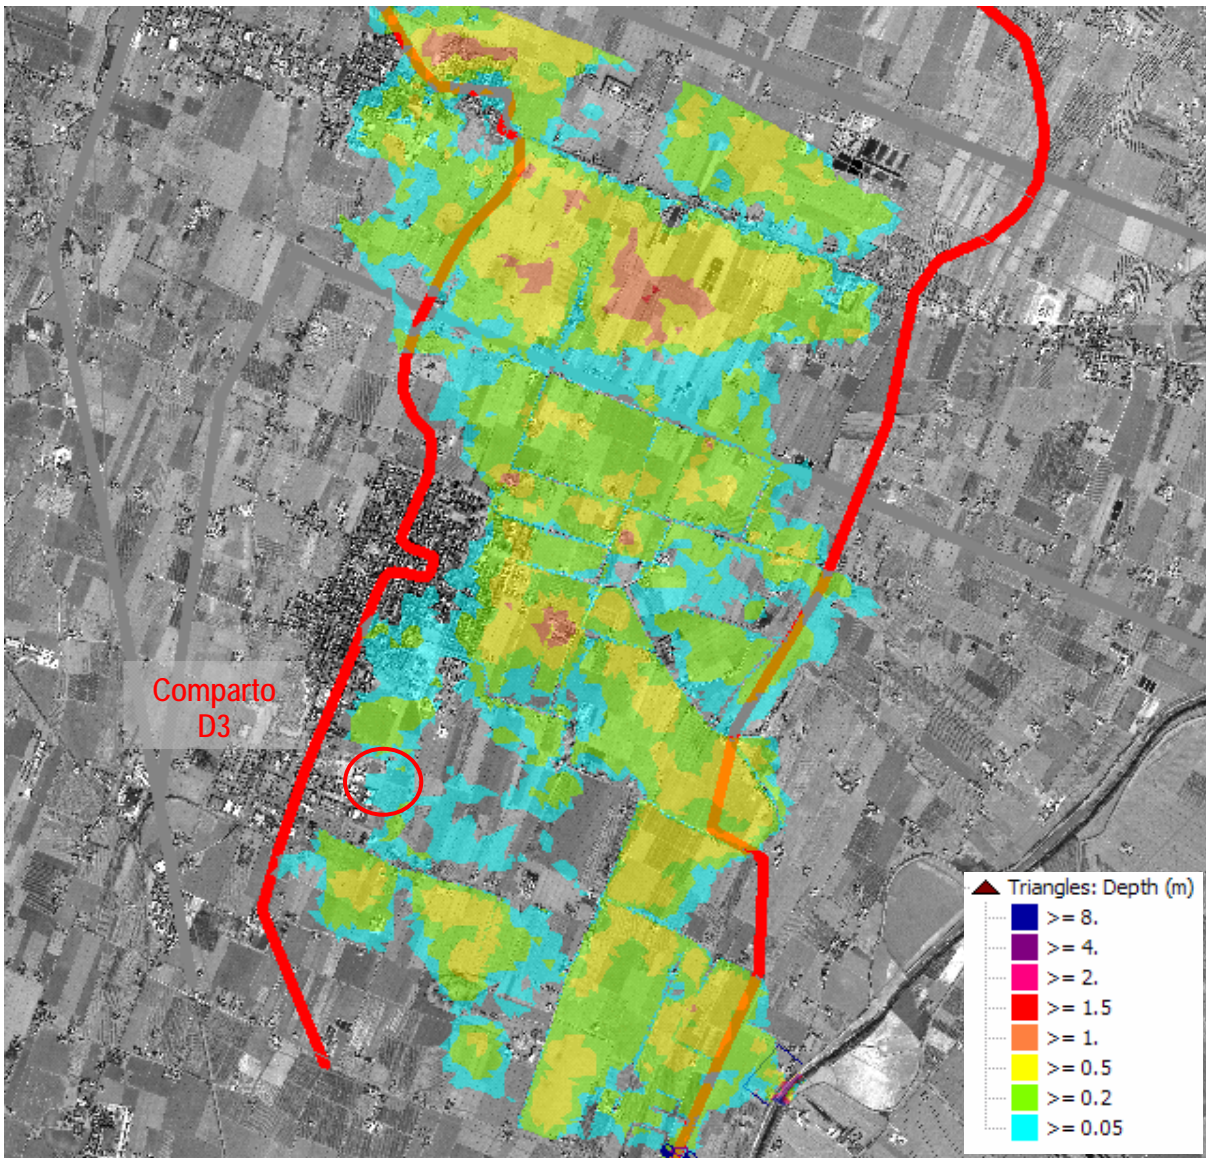 Comparto
D3
Triangles: Depth (m)
>= 8.
>= 4.
>= 2.
>= 1.5
>= 1.
>= 0.5
>= 0.2
>= 0.05